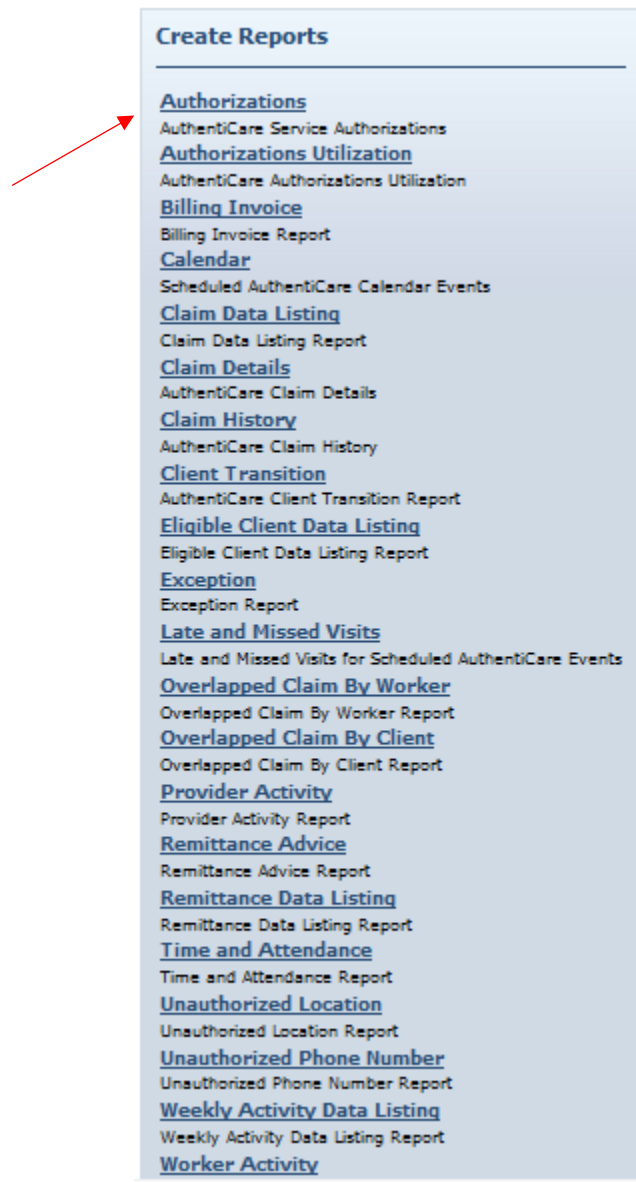 Create Reports
Authorizations
AuthentiCare Service Authorizations
Authorizations Utilization
AuthentiCare Authorizations Utilization
Billing Invoice
Billing Invoice Report
Calendar
Scheduled AuthentiCare Calendar Events
Claim Data Listing
Claim Data Listing Report
Claim Details
AuthentiCare Claim Details
Claim History
AuthentiCare Claim History
Client Transition
AuthentiCare Client Transition Report
Eligible Client Data Listing
Eligible Client Data Listing Report
Exception
Exception Report
Late and Missed Visits
Late and Missed Visits for Scheduled AuthentiCare Events
Overlapped Claim By Worker
Overlapped Claim By Worker Report
Overlapped Claim By Client
Overlapped Claim By Client Report
Provider Activity
Provider Activity Report
Remittance Advice
Remittance Advice Report
Remittance Data Listing
Remittance Data Listing Report
Time and Attendance
Time and Attendance Report
Unauthorized Location
Unauthorized Location Report
Unauthorized Phone Number
Unauthorized Phone Number Report
Weekly Activity Data Listing
Weekly Activity Data Listing Report
Worker Activity